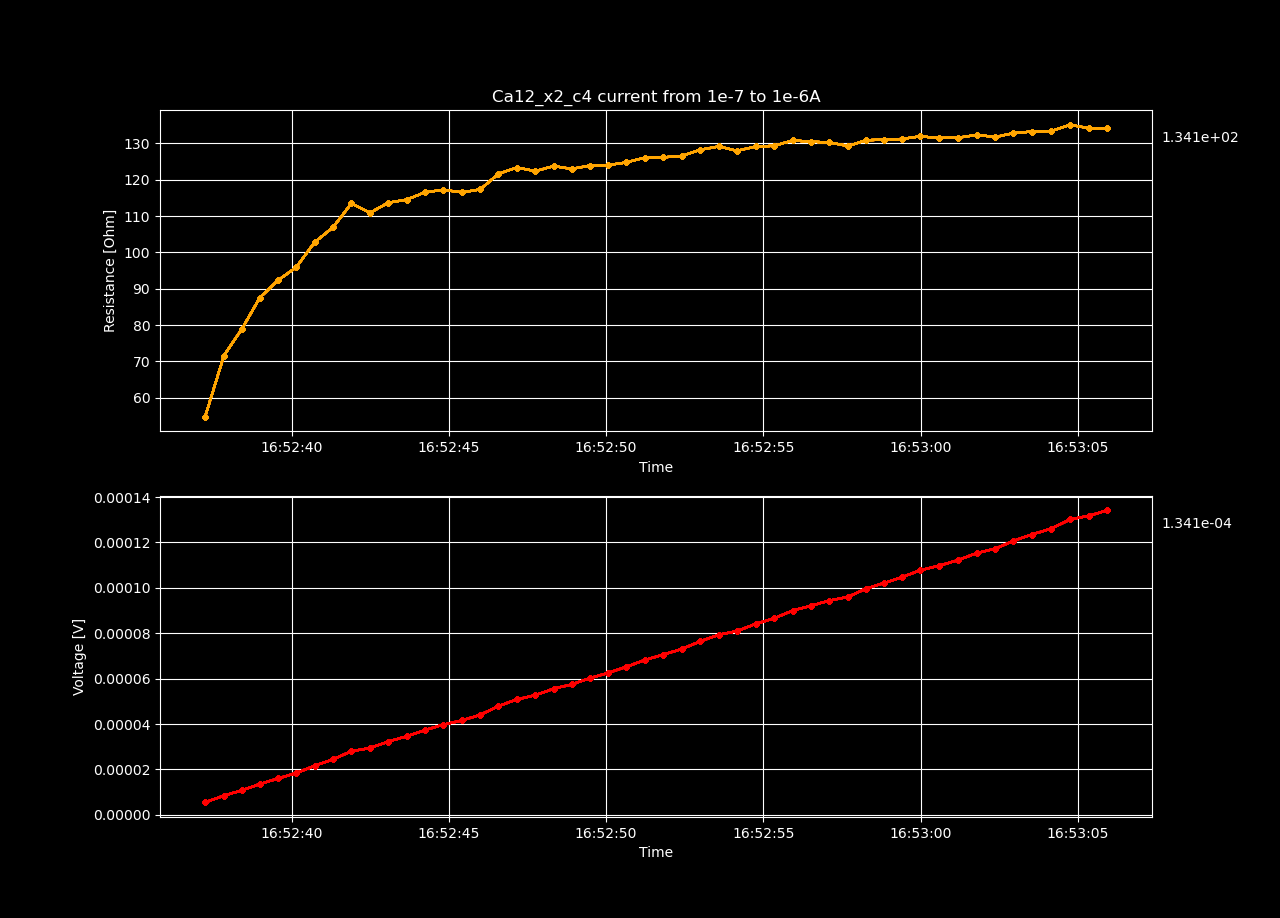 Ca12_x2_c4 current from 1e-7 to 1e-6A
1.341e+02
130
120
110
100
90
80
70
60
Resistance [Ohm]
16:52:40 16:52:45 16:52:50 16:52:55 16:53:00 16:53:05
Time
1.341e-04
0.00014
0.00012
0.00010
0.00008
0.00006
0.00004
0.00002
0.00000
Voltage [V]
16:52:40 16:52:45 16:52:50 16:52:55 16:53:00 16:53:05
Time